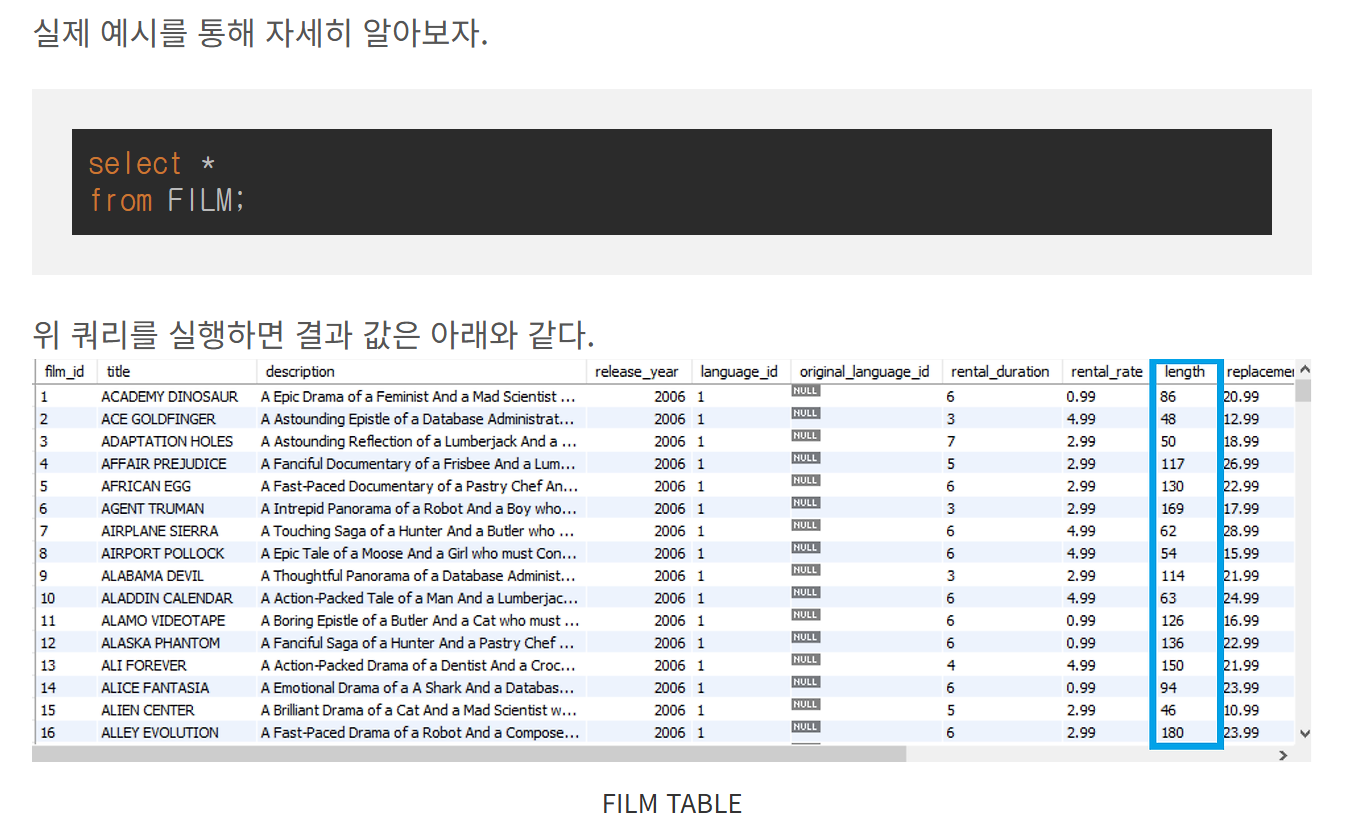 실제 예시를 통해 자세히 알아보자.
select *
from FILM;
위 쿼리를 실행하면 결과 값은 아래와 같다.
film_id title description release_year language_id original_language_id rental_duration rental_rate length replacemen
1 ACADEMY DINOSAUR A Epic Drama of a Feminist And a Mad Scientist ... 2006 1 NULL 6 0.99 86 20.99
2 ACE GOLDFINGER A Astounding Epistle of a Database Administrat... 2006 1 NULL 3 4.99 48 12.99
3 ADAPTATION HOLES A Astounding Reflection of a Lumberjack And a ... 2006 1 NULL 7 2.99 50 18.99
4 AFFAIR PREJUDICE A Fanciful Documentary of a Frisbee And a Lum... 2006 1 NULL 5 2.99 117 26.99
5 AFRICAN EGG A Fast-Paced Documentary of a Pastry Chef An... 2006 1 NULL 6 2.99 130 22.99
6 AGENT TRUMAN A Intrepid Panorama of a Robot And a Boy who... 2006 1 NULL 3 2.99 169 17.99
7 AIRPLANE SIERRA A Touching Saga of a Hunter And a Butler who ... 2006 1 NULL 6 4.99 62 28.99
8 AIRPORT POLLOCK A Epic Tale of a Moose And a Girl who must Con... 2006 1 NULL 6 4.99 54 15.99
9 ALABAMA DEVIL A Thoughtful Panorama of a Database Administ... 2006 1 NULL 3 2.99 114 21.99
10 ALADDIN CALENDAR A Action-Packed Tale of a Man And a Lumberjac... 2006 1 NULL 6 4.99 63 24.99
11 ALAMO VIDEOTAPE A Boring Epistle of a Butler And a Cat who must ... 2006 1 NULL 6 0.99 126 16.99
12 ALASKA PHANTOM A Fanciful Saga of a Hunter And a Pastry Chef ... 2006 1 NULL 6 0.99 136 22.99
13 ALI FOREVER A Action-Packed Drama of a Dentist And a Croc... 2006 1 NULL 4 4.99 150 21.99
14 ALICE FANTASIA A Emotional Drama of a A Shark And a Databas... 2006 1 NULL 6 0.99 94 23.99
15 ALIEN CENTER A Brilliant Drama of a Cat And a Mad Scientist w... 2006 1 NULL 5 2.99 46 10.99
16 ALLEY EVOLUTION A Fast-Paced Drama of a Robot And a Compose... 2006 1 NULL 6 2.99 180 23.99
FILM TABLE